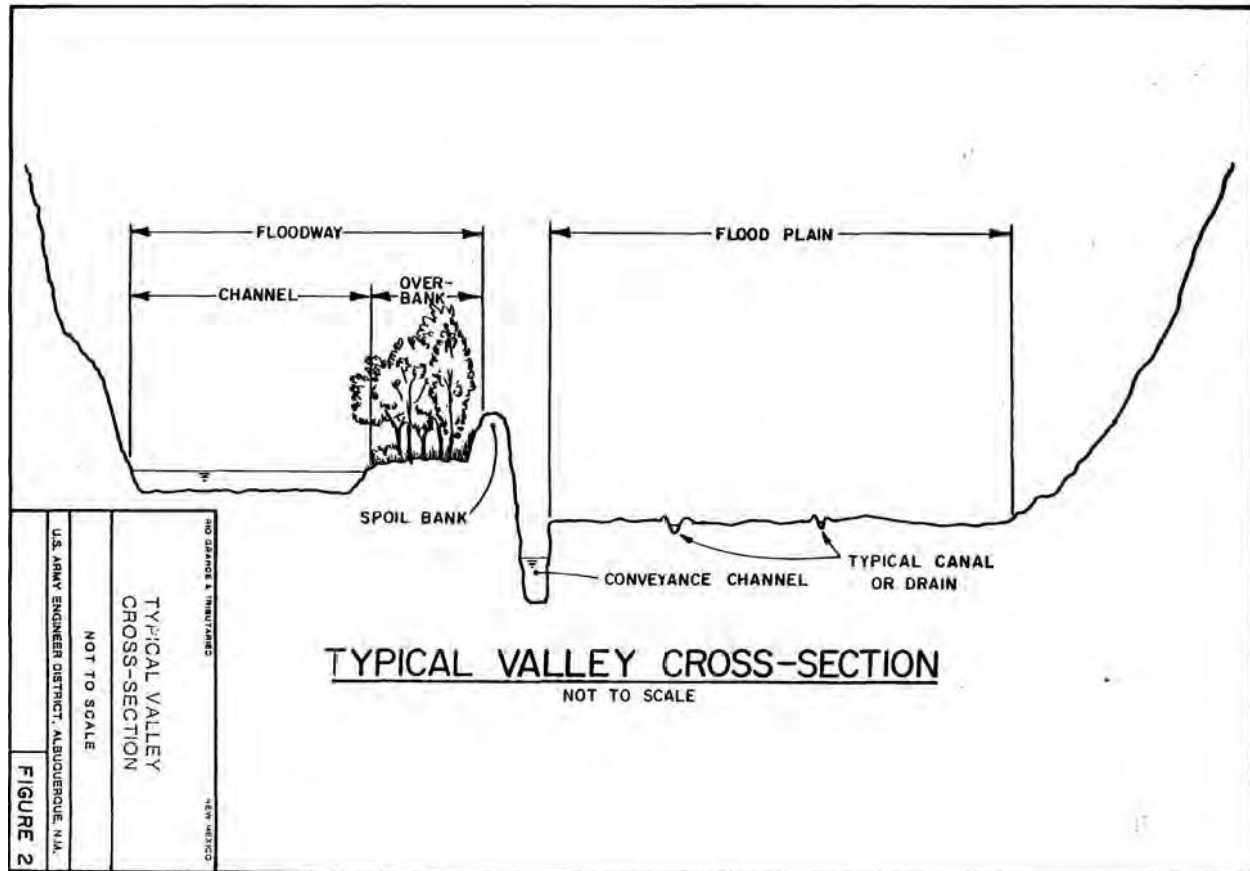 FLOODWAY
FLOOD PLAIN
CHANNEL
OVER-
BANK
SPOIL BANK
CONVEYANCE CHANNEL
TYPICAL CANAL
OR DRAIN
TYPICAL VALLEY CROSS-SECTION
NOT TO SCALE
RIO GRANDE & TRIBUTARIES
NEW MEXICO
TYPICAL VALLEY
CROSS-SECTION
NOT TO SCALE
U.S. ARMY ENGINEER DISTRICT, ALBUQUERQUE, N.M.
FIGURE 2